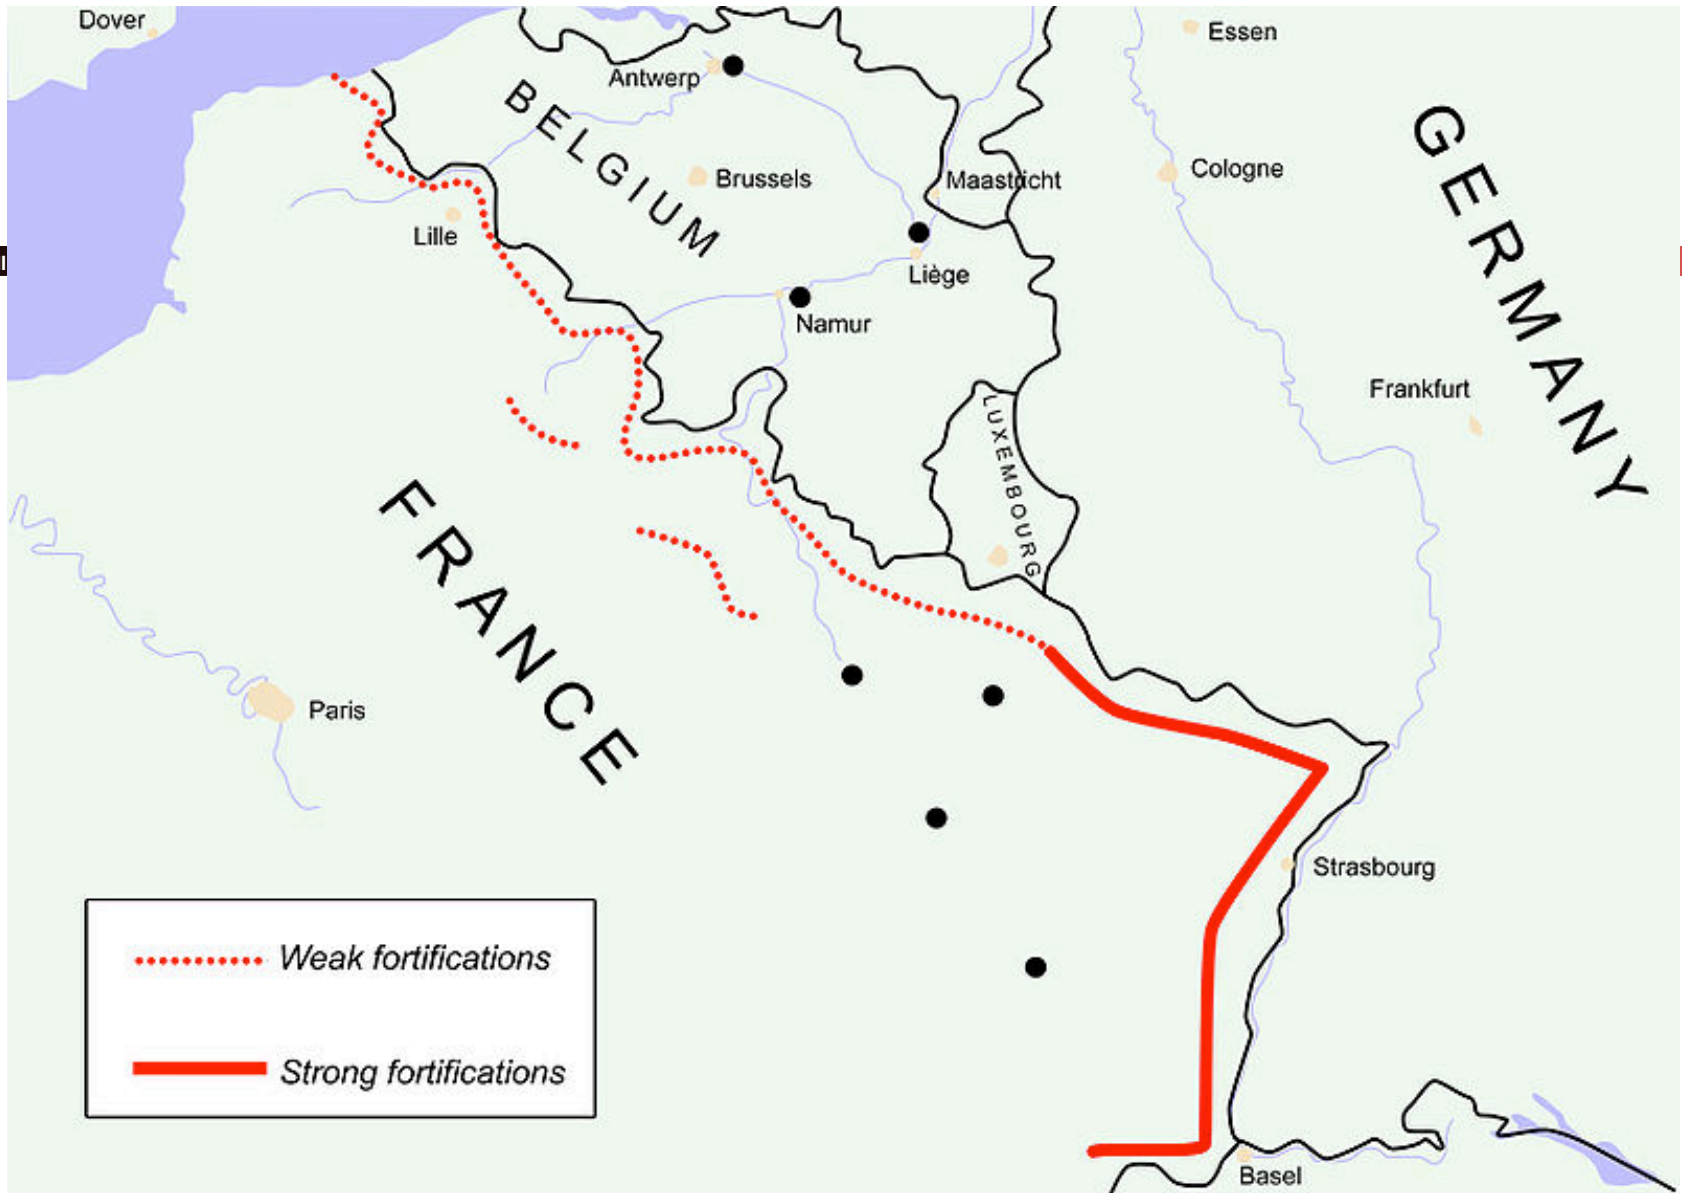 Dover
Essen
Antwerp
BELGIUM
GERMANY
Cologne
Brussels
Maastricht
Lille
Liège
Namur
Frankfurt
LUXEMBOURG
FRANCE
Paris
Strasbourg
Weak fortifications
Strong fortifications
Basel